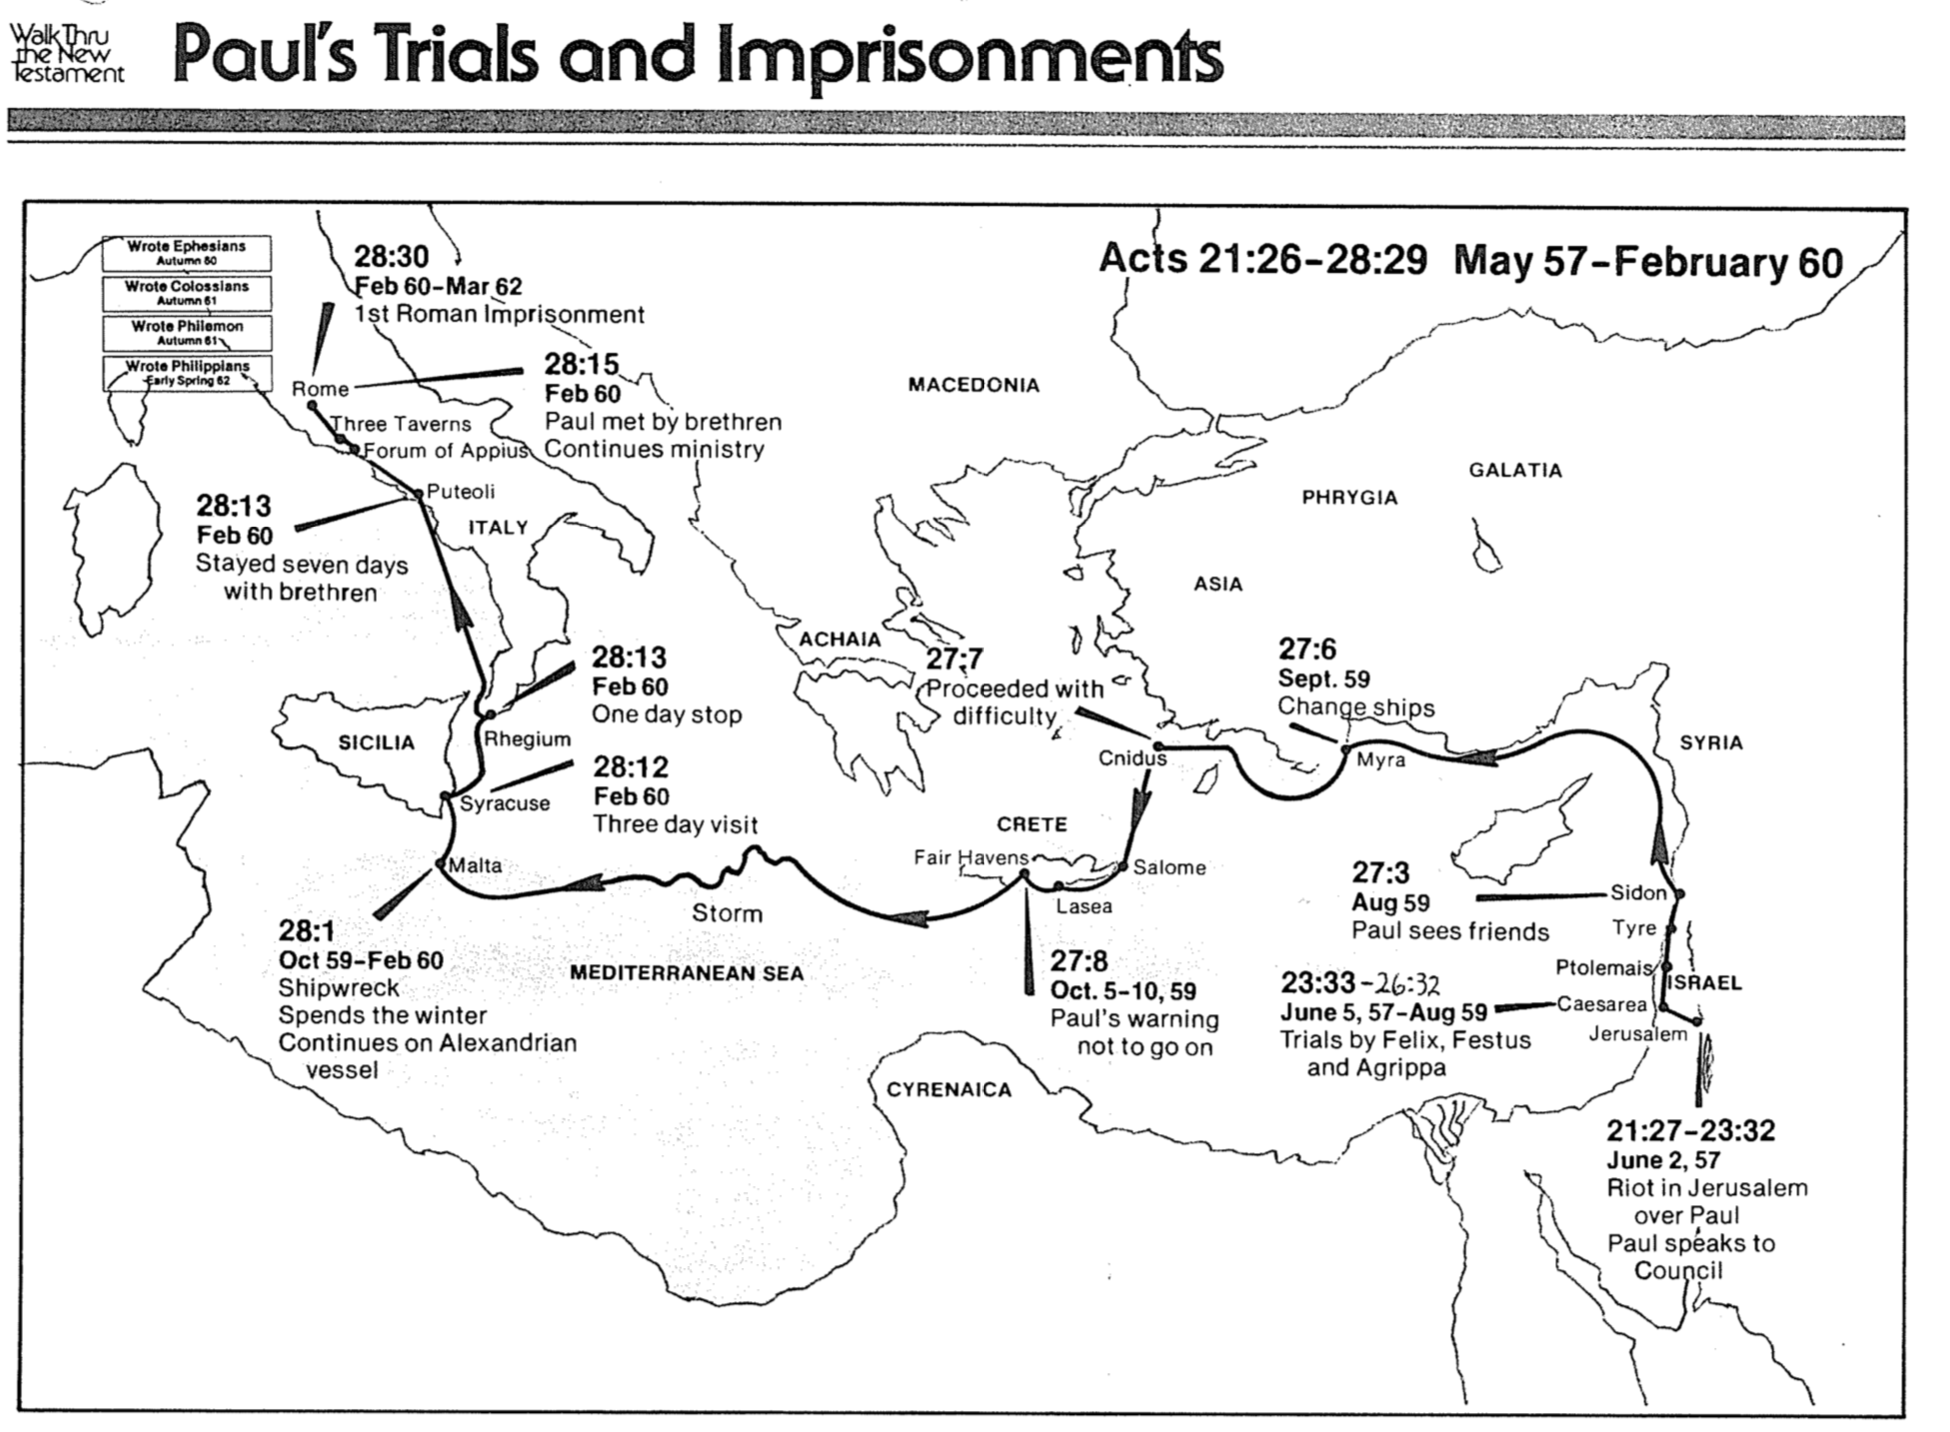 Walk Thru
the New
Testament
Paul's Trials and Imprisonments
Acts 21:26-28:29 May 57-February 60
Wrote Ephesians
Autumn 60
Wrote Colossians
Autumn 61
Wrote Philemon
Autumn 61
Wrote Philippians
Early Spring 62
28:30
Feb 60-Mar 62
1st Roman Imprisonment
28:15
Feb 60
Paul met by brethren
Continues ministry
Rome
Three Taverns
Forum of Appius
Puteoli
ITALY
28:13
Feb 60
Stayed seven days
with brethren
MACEDONIA
GALATIA
PHRYGIA
ASIA
ACHAIA
28:13
Feb 60
One day stop
Rhegium
SICILIA
28:12
Feb 60
Three day visit
Syracuse
Malta
28:1
Oct 59-Feb 60
Shipwreck
Spends the winter
Continues on Alexandrian
vessel
Storm
MEDITERRANEAN SEA
27:7
Proceeded with
difficulty
Cnidus
27:6
Sept. 59
Change ships
Myra
SYRIA
CRETE
Fair Havens
Salome
Lasea
27:8
Oct. 5-10, 59
Paul's warning
not to go on
27:3
Aug 59
Paul sees friends
Sidon
Tyre
Ptolemais
ISRAEL
Caesarea
Jerusalem
23:33-26:32
June 5, 57-Aug 59
Trials by Felix, Festus
and Agrippa
CYRENAICA
21:27-23:32
June 2, 57
Riot in Jerusalem
over Paul
Paul speaks to
Council